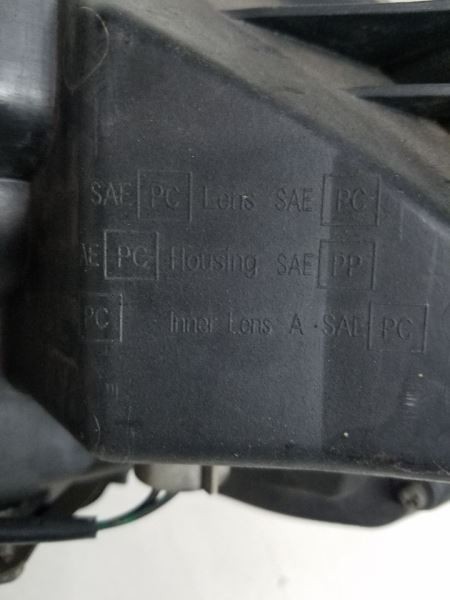 SAE PC Lens SAE PC
AE PC Housing SAE PP
PC Inner Lens A SAE PC